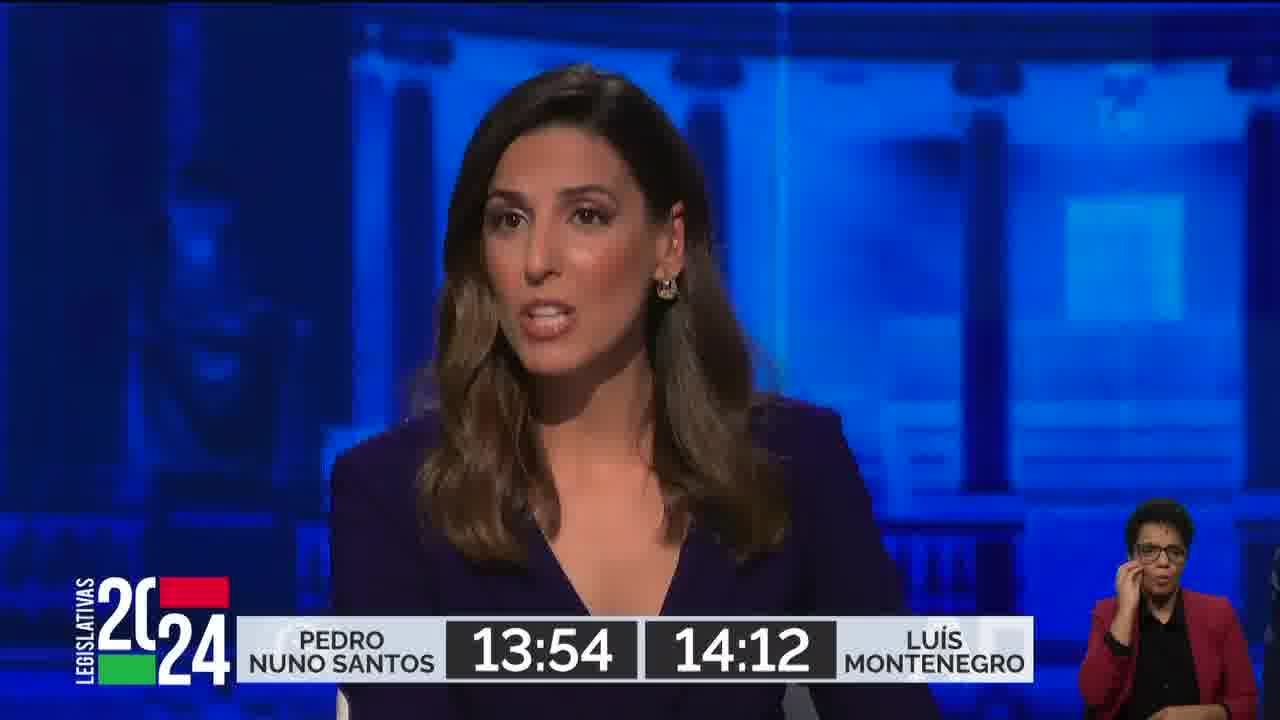 LEGISLATIVAS
2024
PEDRO
NUNO SANTOS
13:54
14:12
LUÍS
MONTENEGRO